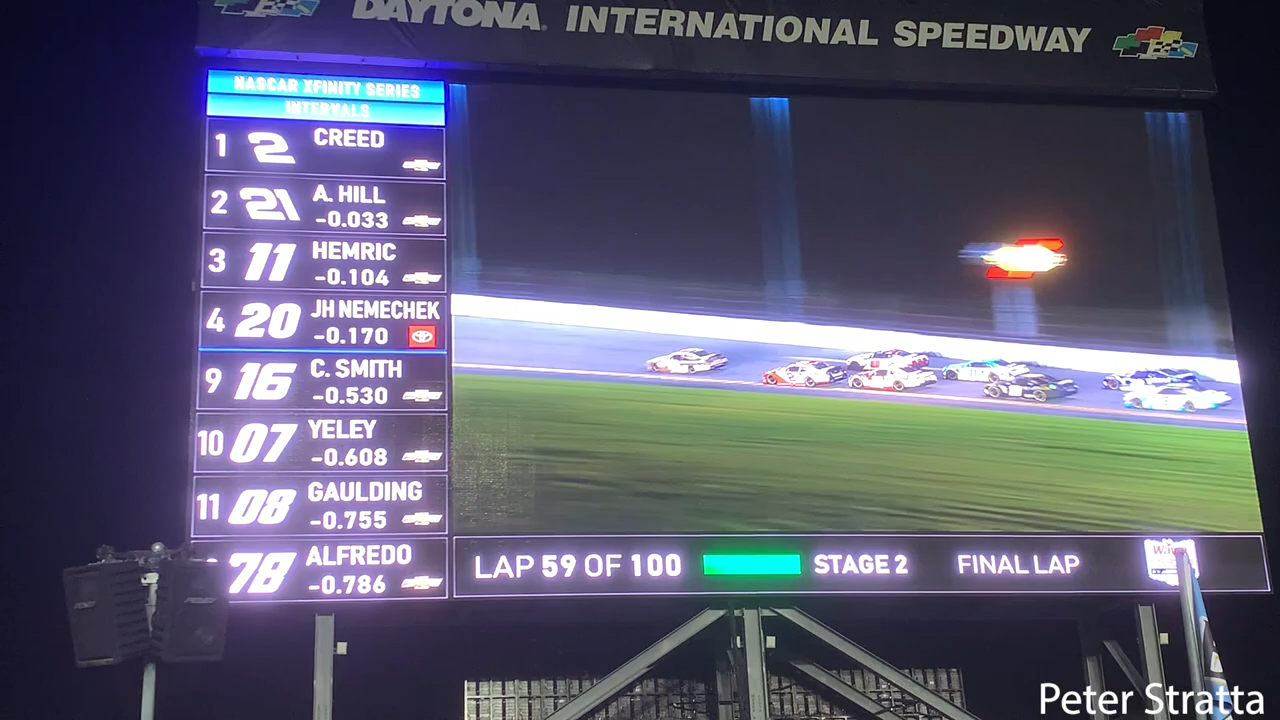 DAYTONA INTERNATIONAL SPEEDWAY
NASCAR XFINITY SERIES
INTERVALS
1 2 CREED
2 21 A. HILL
-0.033
3 11 HEMRIC
-0.104
4 20 JH NEMECHEK
-0.170
9 16 C. SMITH
-0.530
10 07 YELEY
-0.608
11 08 GAULDING
-0.755
78 ALFREDO
-0.786
LAP 59 OF 100 STAGE 2 FINAL LAP
Peter Stratta